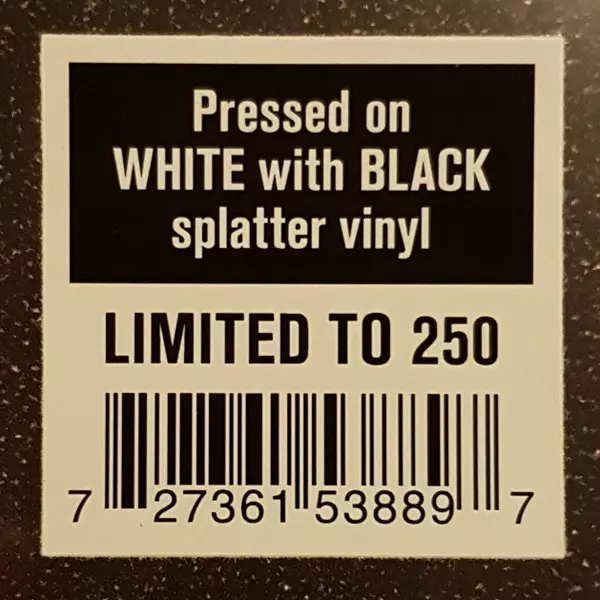 Pressed on
WHITE with BLACK
splatter vinyl
LIMITED TO 250
7 27361 53889 7